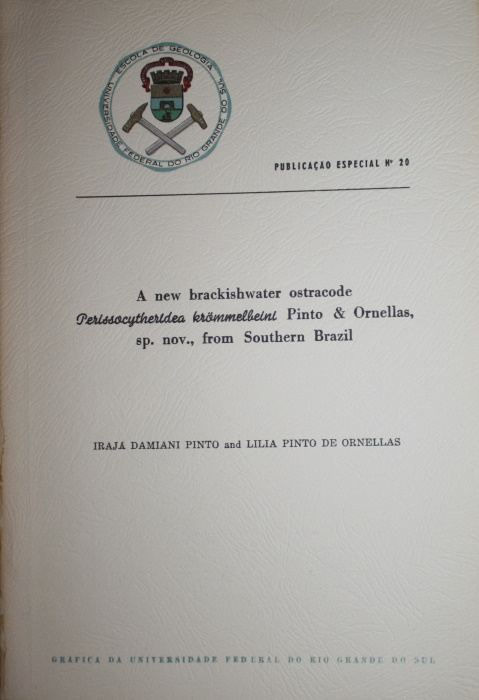 ESCOLA DE GEOLOGIA
UNIVERSIDADE FEDERAL DO RIO GRANDE DO SUL
PUBLICAÇAO ESPECIAL Nº 20
A new brackishwater ostracode
Perissocytheridea krömmelbeini Pinto & Ornellas,
sp. nov., from Southern Brazil
IRAJÁ DAMIANI PINTO and LILIA PINTO DE ORNELLAS
GRÁFICA DA UNIVERSIDADE FEDERAL DO RIO GRANDE DO SUL